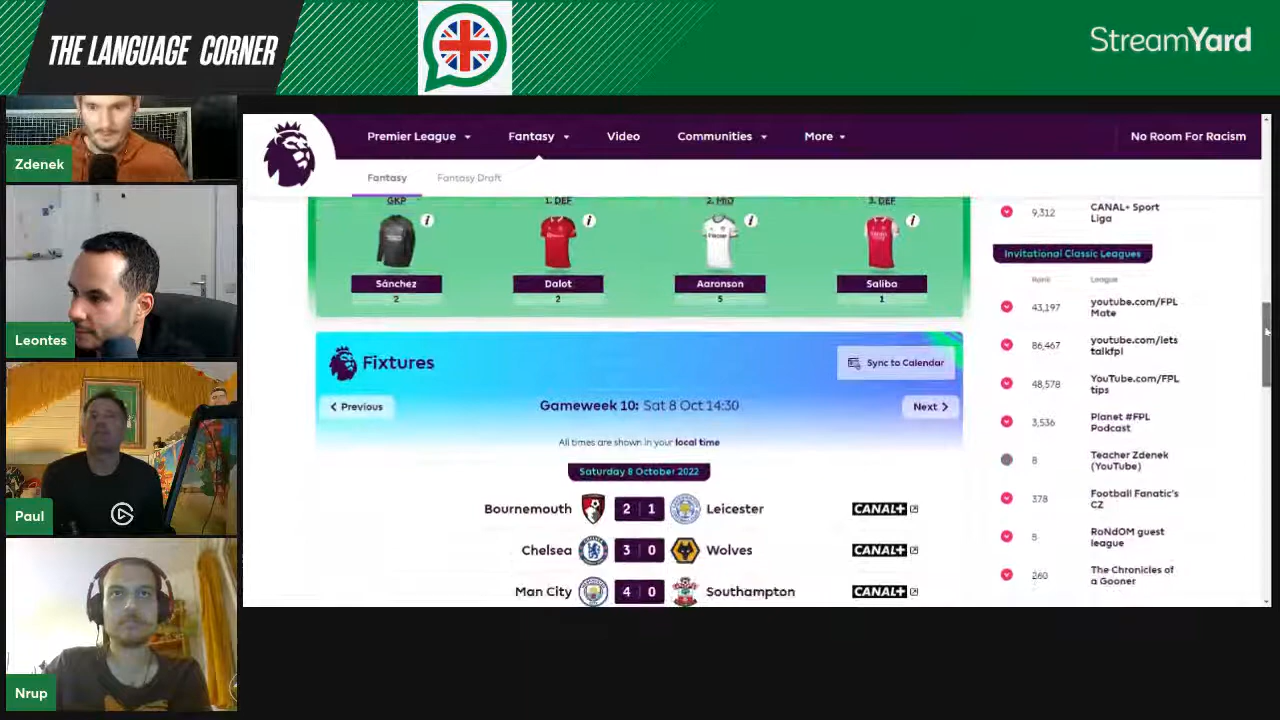 THE LANGUAGE CORNER
StreamYard
Zdenek
Leontes
Paul
Nrup
Premier League
Fantasy
Video
Communities
More
No Room For Racism
Fantasy
Fantasy Draft
GKP
1. DEF
2. MID
3. DEF
Sánchez
Dalot
Aaronson
Saliba
2
2
5
1
Fixtures
Sync to Calendar
Previous
Gameweek 10: Sat 8 Oct 14:30
Next
All times are shown in your local time
Saturday 8 October 2022
Bournemouth 2 1 Leicester CANAL+
Chelsea 3 0 Wolves CANAL+
Man City 4 0 Southampton CANAL+
9,312 CANAL+ Sport
Liga
Invitational Classic Leagues
Rank League
43,197 youtube.com/FPL
Mate
86,467 youtube.com/lets
talkfpl
48,578 YouTube.com/FPL
tips
3,536 Planet #FPL
Podcast
8 Teacher Zdenek
(YouTube)
378 Football Fanatic's
CZ
5 RoNdOM guest
league
260 The Chronicles of
a Gooner